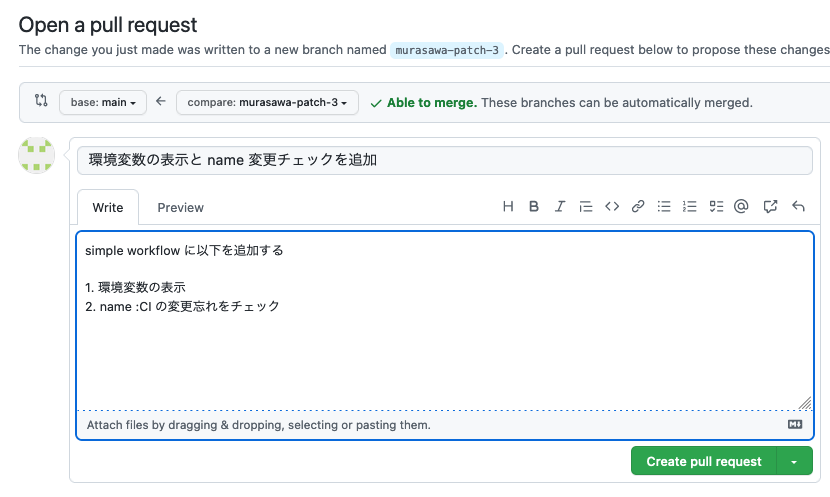 Open a pull request
The change you just made was written to a new branch named murasawa-patch-3 . Create a pull request below to propose these changes
base: main compare: murasawa-patch-3 Able to merge. These branches can be automatically merged.
環境変数の表示と name 変更チェックを追加
Write Preview
simple workflow に以下を追加する
1. 環境変数の表示
2. name :CI の変更忘れをチェック
Attach files by dragging & dropping, selecting or pasting them.
Create pull request